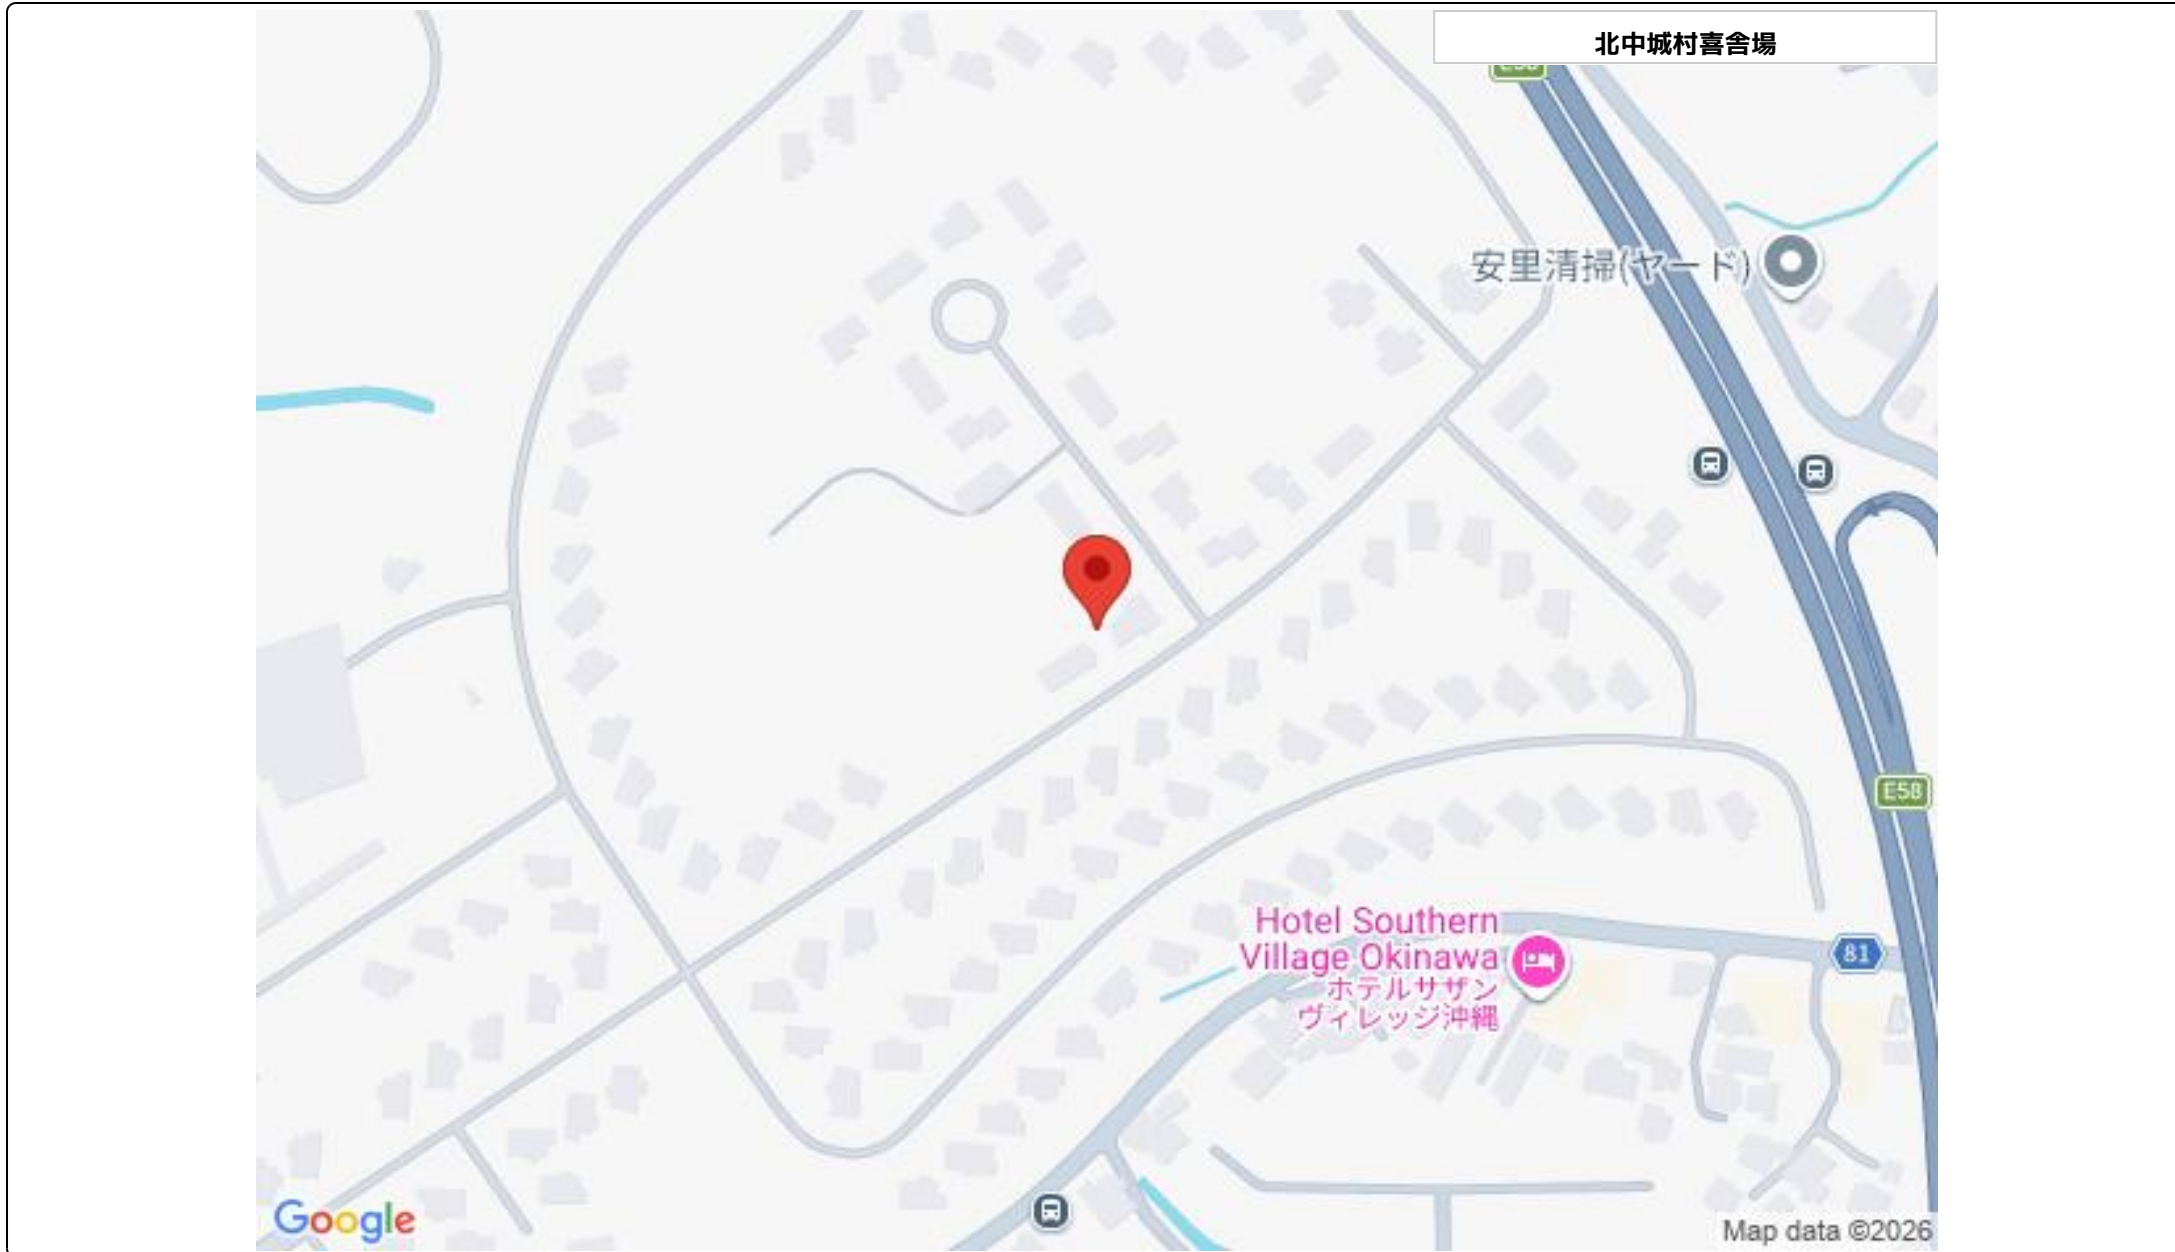 北中城村喜舎場
安里清掃(ヤード)
E58
Hotel Southern
Village Okinawa
ホテルサザン
ヴィレッジ沖縄
81
Google
Map data ©2026